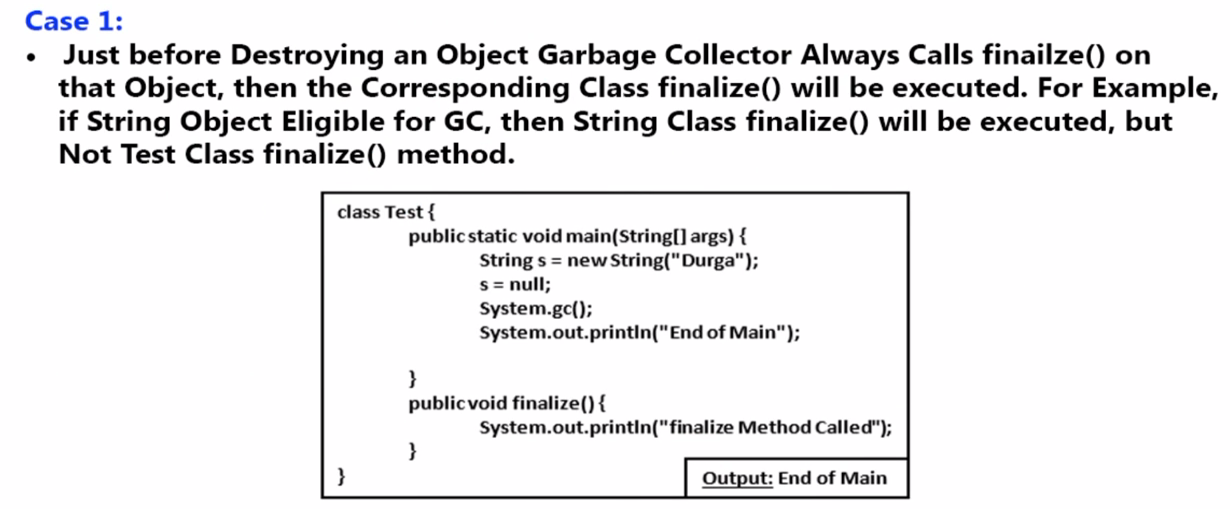 Case 1:
• Just before Destroying an Object Garbage Collector Always Calls finailze() on
that Object, then the Corresponding Class finalize() will be executed. For Example,
if String Object Eligible for GC, then String Class finalize() will be executed, but
Not Test Class finalize() method.
class Test {
public static void main(String[] args) {
String s = new String("Durga");
s = null;
System.gc();
System.out.println("End of Main");
}
public void finalize() {
System.out.println("finalize Method Called");
}
}
Output: End of Main